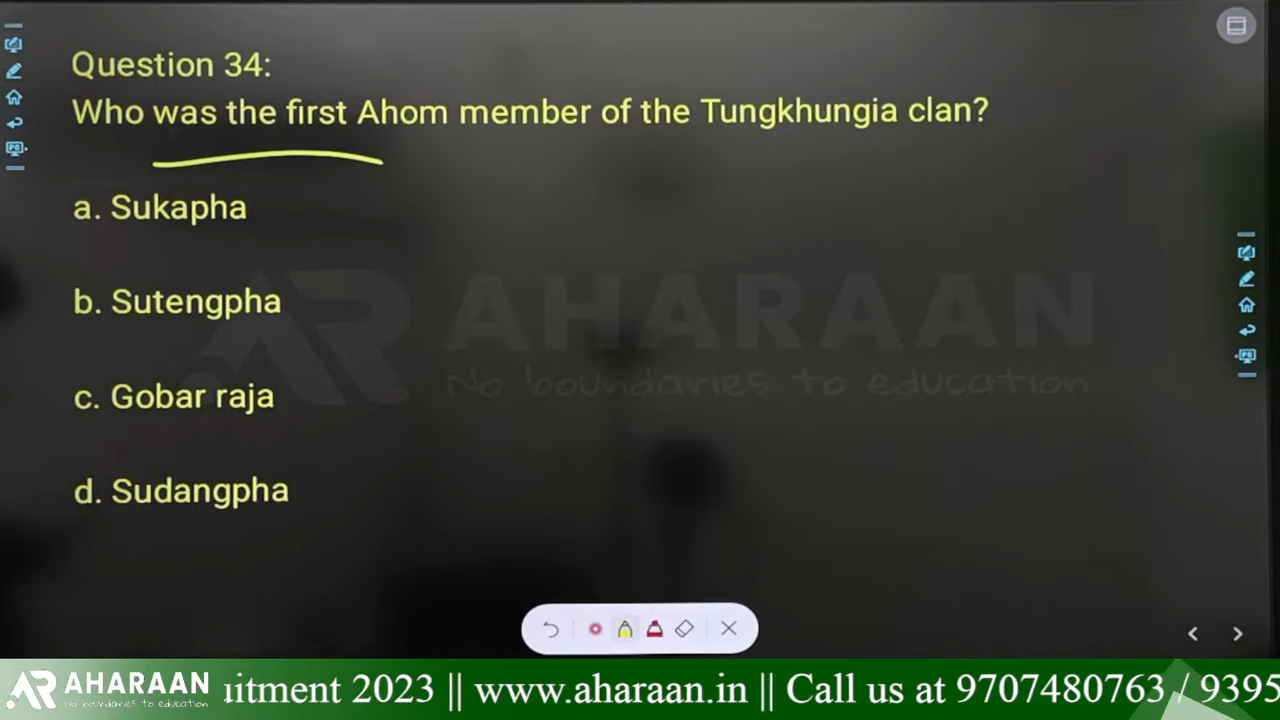 Question 34:
Who was the first Ahom member of the Tungkhungia clan?
a. Sukapha
b. Sutengpha
c. Gobar raja
d. Sudangpha
AHARAAN
No boundaries to education
AHARAAN
No boundaries to education
uitment 2023 || www.aharaan.in || Call us at 9707480763 / 9395